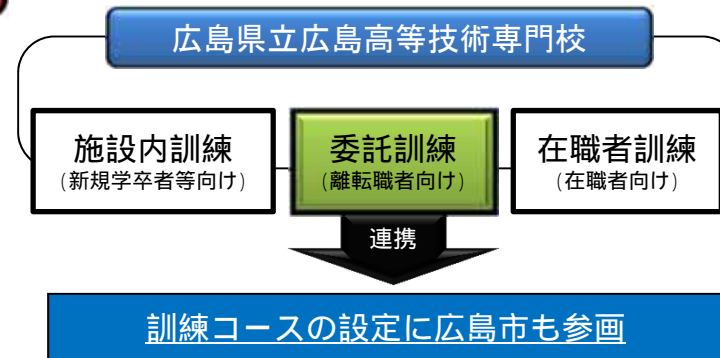 広島県立広島高等技術専門校
施設内訓練
(新規学卒者等向け)
委託訓練
(離転職者向け)
在職者訓練
(在職者向け)
連携
訓練コースの設定に広島市も参画